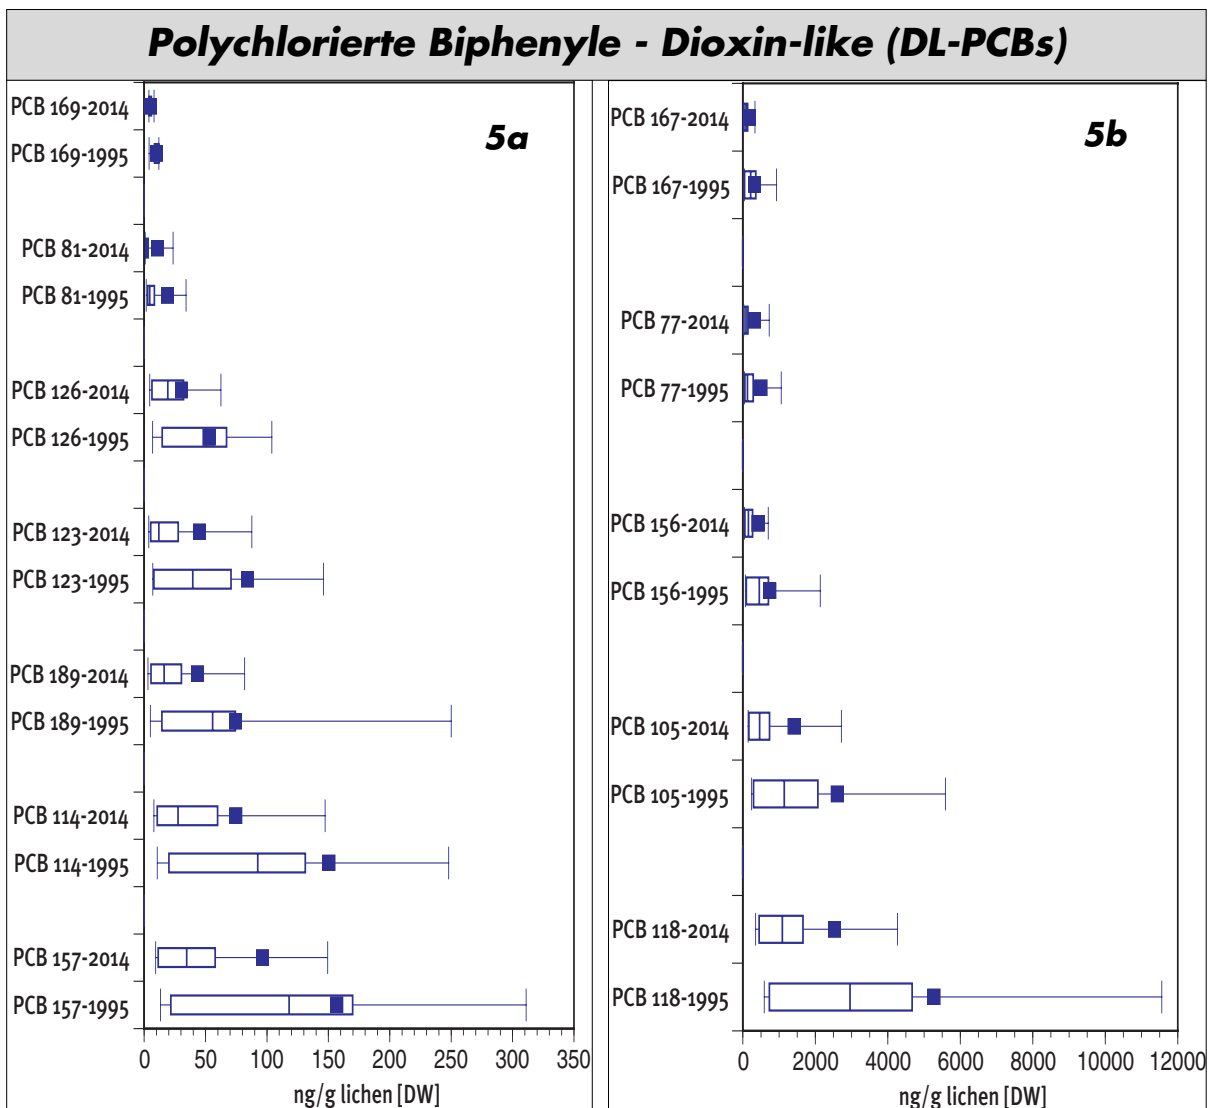 Polychlorierte Biphenyle - Dioxin-like (DL-PCBs)
5a
PCB 169-2014
PCB 169-1995
PCB 81-2014
PCB 81-1995
PCB 126-2014
PCB 126-1995
PCB 123-2014
PCB 123-1995
PCB 189-2014
PCB 189-1995
PCB 114-2014
PCB 114-1995
PCB 157-2014
PCB 157-1995
0 50 100 150 200 250 300 350
ng/g lichen [DW]
5b
PCB 167-2014
PCB 167-1995
PCB 77-2014
PCB 77-1995
PCB 156-2014
PCB 156-1995
PCB 105-2014
PCB 105-1995
PCB 118-2014
PCB 118-1995
0 2000 4000 6000 8000 10000 12000
ng/g lichen [DW]